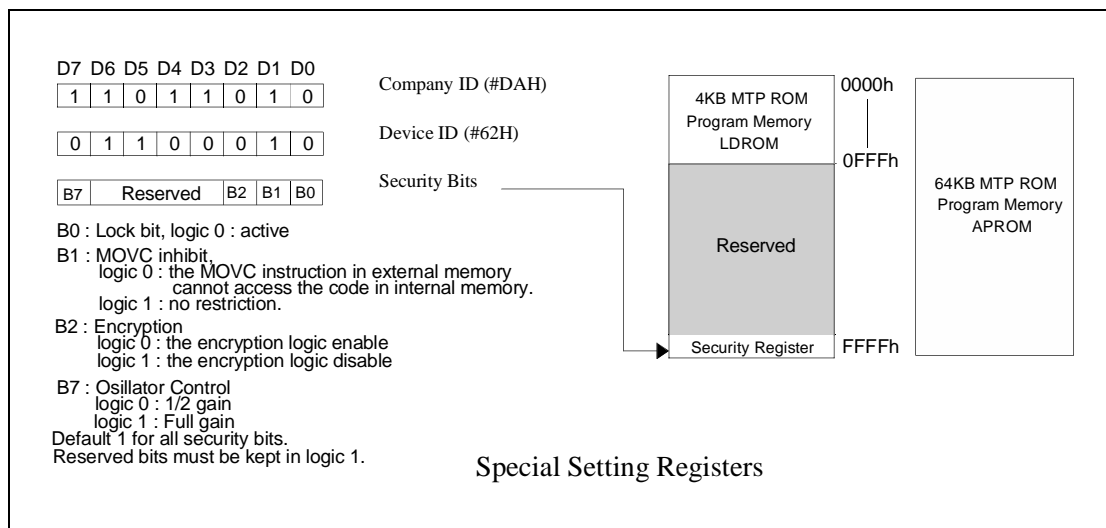 D7 D6 D5 D4 D3 D2 D1 D0
1 1 0 1 1 0 1 0
Company ID (#DAH)
0 1 1 0 0 0 1 0
Device ID (#62H)
B7 Reserved B2 B1 B0
Security Bits
B0 : Lock bit, logic 0 : active
B1 : MOVC inhibit,
logic 0 : the MOVC instruction in external memory
cannot access the code in internal memory.
logic 1 : no restriction.
B2 : Encryption
logic 0 : the encryption logic enable
logic 1 : the encryption logic disable
B7 : Osillator Control
logic 0 : 1/2 gain
logic 1 : Full gain
Default 1 for all security bits.
Reserved bits must be kept in logic 1.
4KB MTP ROM
Program Memory
LDROM
0000h
0FFFh
Reserved
Security Register
FFFFh
64KB MTP ROM
Program Memory
APROM
Special Setting Registers